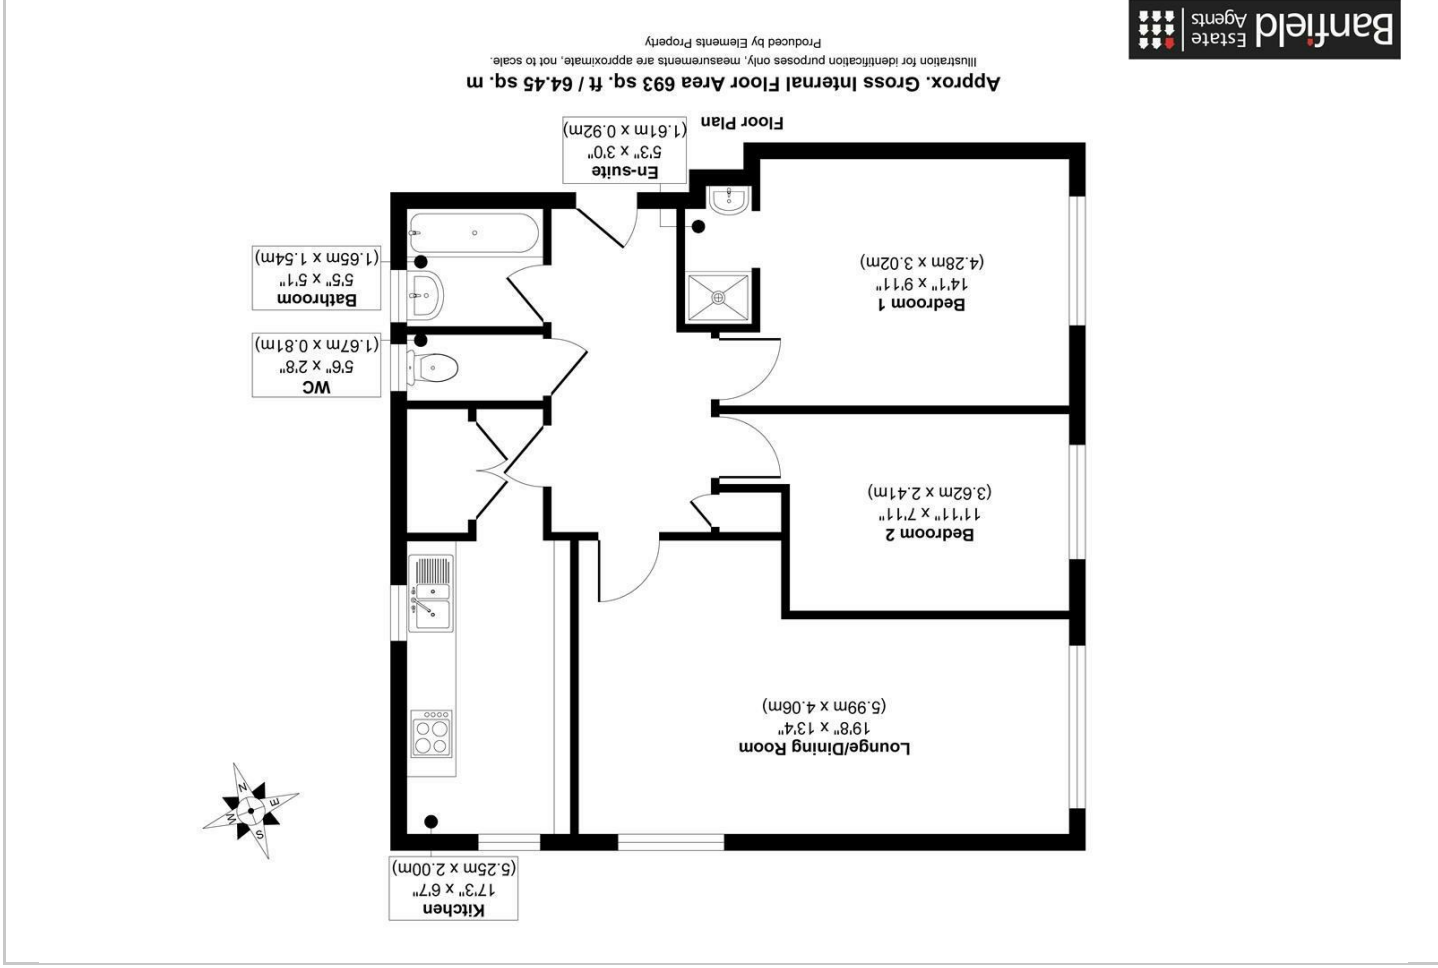 Kitchen
17'3" x 6'7"
(5.25m x 2.00m)
Lounge/Dining Room
19'8" x 13'4"
(5.99m x 4.06m)
Bedroom 2
11'11" x 7'11"
(3.62m x 2.41m)
WC
5'6" x 2'8"
(1.67m x 0.81m)
Bedroom 1
14'1" x 9'11"
(4.28m x 3.02m)
Bathroom
5'5" x 5'1"
(1.65m x 1.54m)
En-suite
5'3" x 3'0"
(1.61m x 0.92m)
Floor Plan
Approx. Gross Internal Floor Area 693 sq. ft / 64.45 sq. m
Illustration for identification purposes only, measurements are approximate, not to scale.
Produced by Elements Property
Banfield
Estate
Agents
N
E
S
W